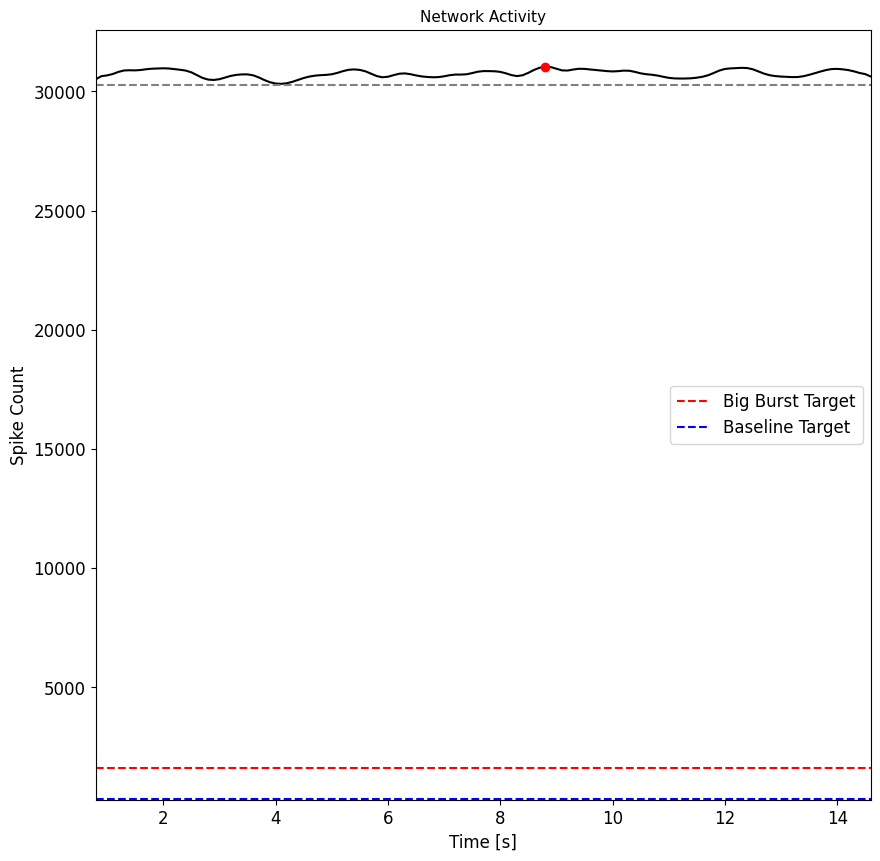 Network Activity
30000
25000
20000
15000
10000
5000
Spike Count
Big Burst Target
Baseline Target
2 4 6 8 10 12 14
Time [s]